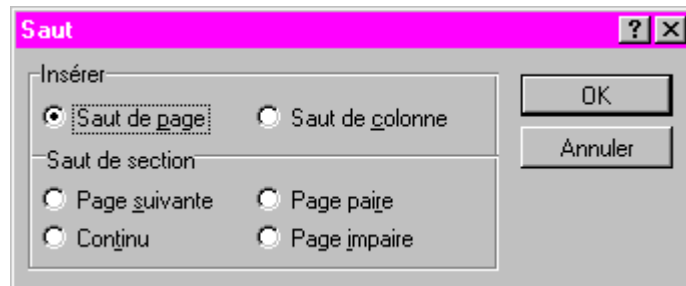 Saut
Insérer
Saut de page
Saut de colonne
OK
Annuler
Saut de section
Page suivante
Page paire
Continu
Page impaire